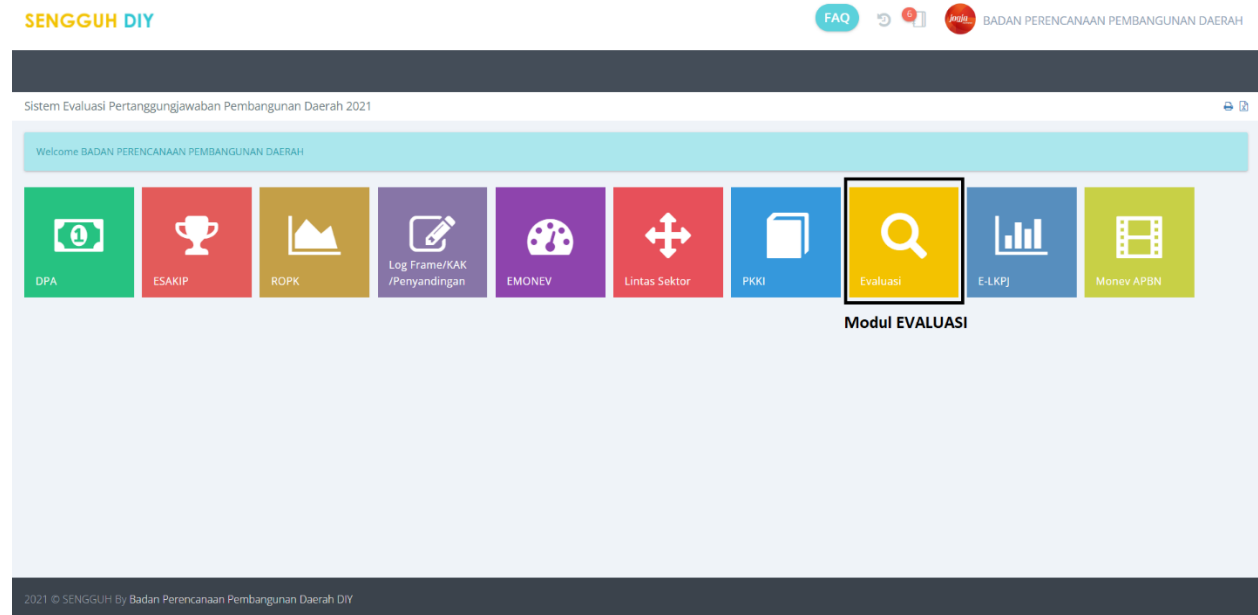 SENGGUH DIY
FAQ
6
jogja
BADAN PERENCANAAN PEMBANGUNAN DAERAH
Sistem Evaluasi Pertanggungjawaban Pembangunan Daerah 2021
Welcome BADAN PERENCANAAN PEMBANGUNAN DAERAH
1
DPA
ESAKIP
ROPK
Log Frame/KAK
/Penyandingan
EMONEV
Lintas Sektor
PKKI
Evaluasi
E-LKPJ
Monev APBN
Modul EVALUASI
2021 © SENGGUH By Badan Perencanaan Pembangunan Daerah DIY